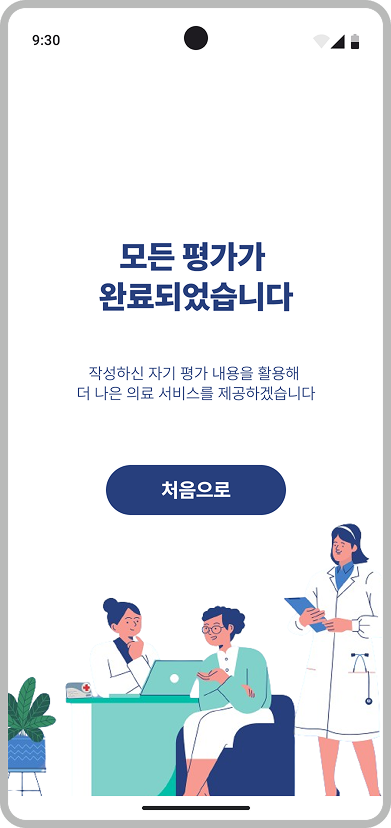 9:30
모든 평가가
완료되었습니다
작성하신 자기 평가 내용을 활용해
더 나은 의료 서비스를 제공하겠습니다
처음으로